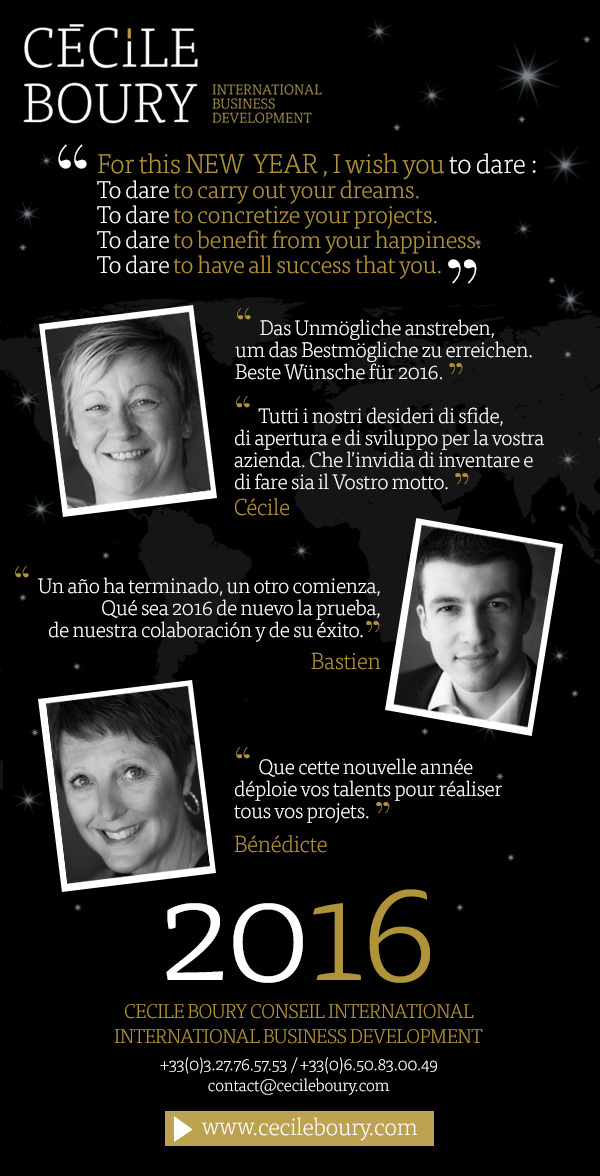 CÉCILE
BOURY
INTERNATIONAL
BUSINESS
DEVELOPMENT
“ For this NEW YEAR , I wish you to dare :
To dare to carry out your dreams.
To dare to concretize your projects.
To dare to benefit from your happiness.
To dare to have all success that you. ”
“ Das Unmögliche anstreben,
um das Bestmögliche zu erreichen.
Beste Wünsche für 2016. ”
“ Tutti i nostri desideri di sfide,
di apertura e di sviluppo per la vostra
azienda. Che l’invidia di inventare e
di fare sia il Vostro motto. ”
Cécile
“ Un año ha terminado, un otro comienza,
Qué sea 2016 de nuevo la prueba,
de nuestra colaboración y de su éxito. ”
Bastien
“ Que cette nouvelle année
déploie vos talents pour réaliser
tous vos projets. ”
Bénédicte
2016
CECILE BOURY CONSEIL INTERNATIONAL
INTERNATIONAL BUSINESS DEVELOPMENT
+33(0)3.27.76.57.53 / +33(0)6.50.83.00.49
contact@cecileboury.com
www.cecileboury.com